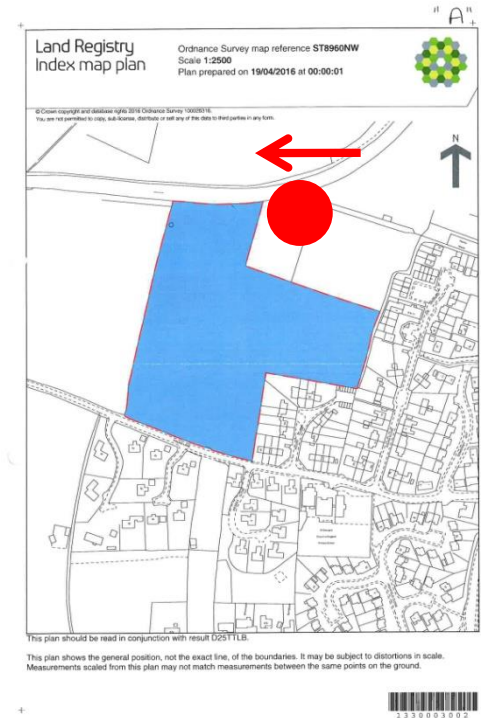 "A"
Land Registry
Index map plan
Ordnance Survey map reference ST8960NW
Scale 1:2500
Plan prepared on 19/04/2016 at 00:00:01
© Crown copyright and database rights 2016 Ordnance Survey 100026316.
You are not permitted to copy, sub-license, distribute or sell any of this data to third parties in any form.
N
This plan should be read in conjunction with result D25TTLB.
This plan shows the general position, not the exact line, of the boundaries. It may be subject to distortions in scale.
Measurements scaled from this plan may not match measurements between the same points on the ground.
1330003002